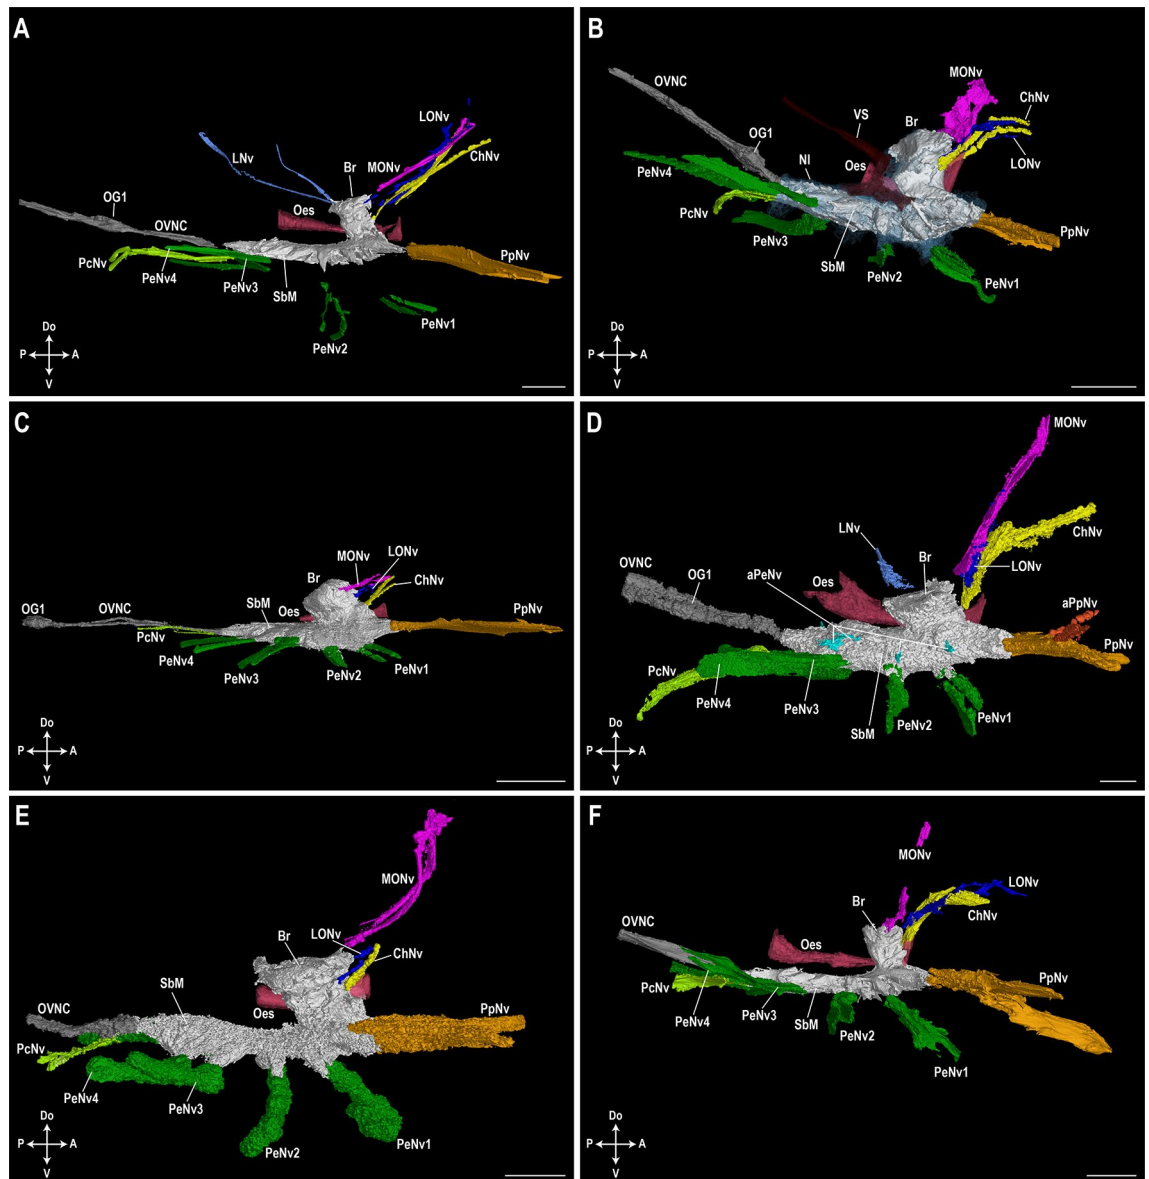 A
LONv
LNv
MONv
ChNv
Br
OG1
Oes
OVNC
PcNv
PeNv4
PeNv3
SbM
PpNv
PeNv1
PeNv2
Do
P A
V
B
OVNC
MONv
ChNv
VS
Br
OG1
NI
Oes
LONv
PeNv4
PcNv
PeNv3
SbM
PeNv2
PpNv
PeNv1
Do
P A
V
C
MONv
LONv
Br
ChNv
OG1
OVNC
SbM
Oes
PpNv
PcNv
PeNv4
PeNv3
PeNv2
PeNv1
Do
P A
V
D
MONv
ChNv
LNv
Br
OVNC
OG1
Oes
aPeNv
LONv
aPpNv
PpNv
PcNv
PeNv4
PeNv3
SbM
PeNv2
PeNv1
Do
P A
V
E
MONv
LONv
Br
ChNv
SbM
OVNC
Oes
PpNv
PcNv
PeNv4
PeNv3
PeNv2
PeNv1
Do
P A
V
F
MONv
LONv
Br
ChNv
OVNC
Oes
PcNv
PpNv
PeNv4
PeNv3
SbM
PeNv2
PeNv1
Do
P A
V